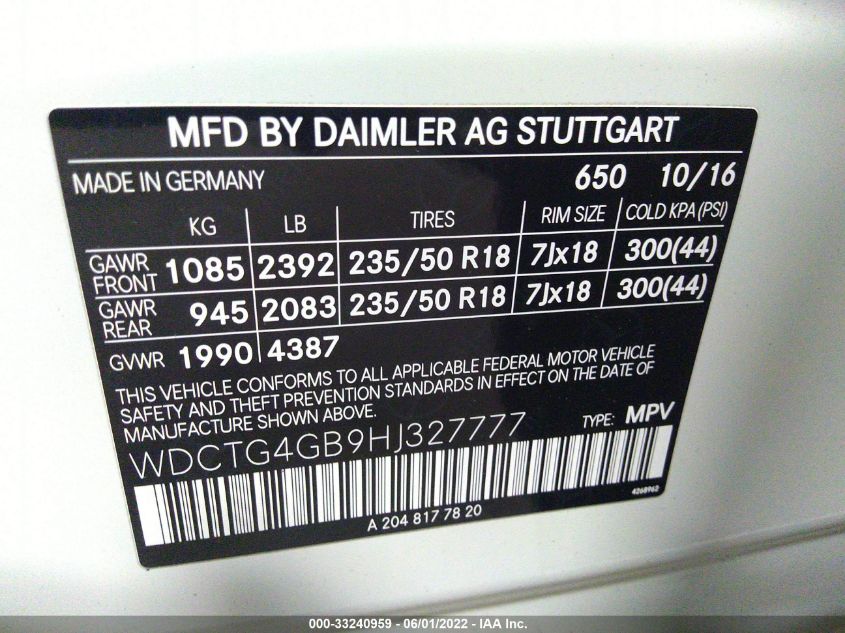 MFD BY DAIMLER AG STUTTGART
MADE IN GERMANY 650 10/16
KG LB TIRES RIM SIZE COLD KPA (PSI)
GAWR FRONT 1085 2392 235/50 R18 7Jx18 300(44)
GAWR REAR 945 2083 235/50 R18 7Jx18 300(44)
GVWR 1990 4387
THIS VEHICLE CONFORMS TO ALL APPLICABLE FEDERAL MOTOR VEHICLE
SAFETY AND THEFT PREVENTION STANDARDS IN EFFECT ON THE DATE OF
MANUFACTURE SHOWN ABOVE.
WDCTG4GB9HJ327777 TYPE: MPV
4268962
A 204 817 78 20
000-33240959 - 06/01/2022 - IAA Inc.